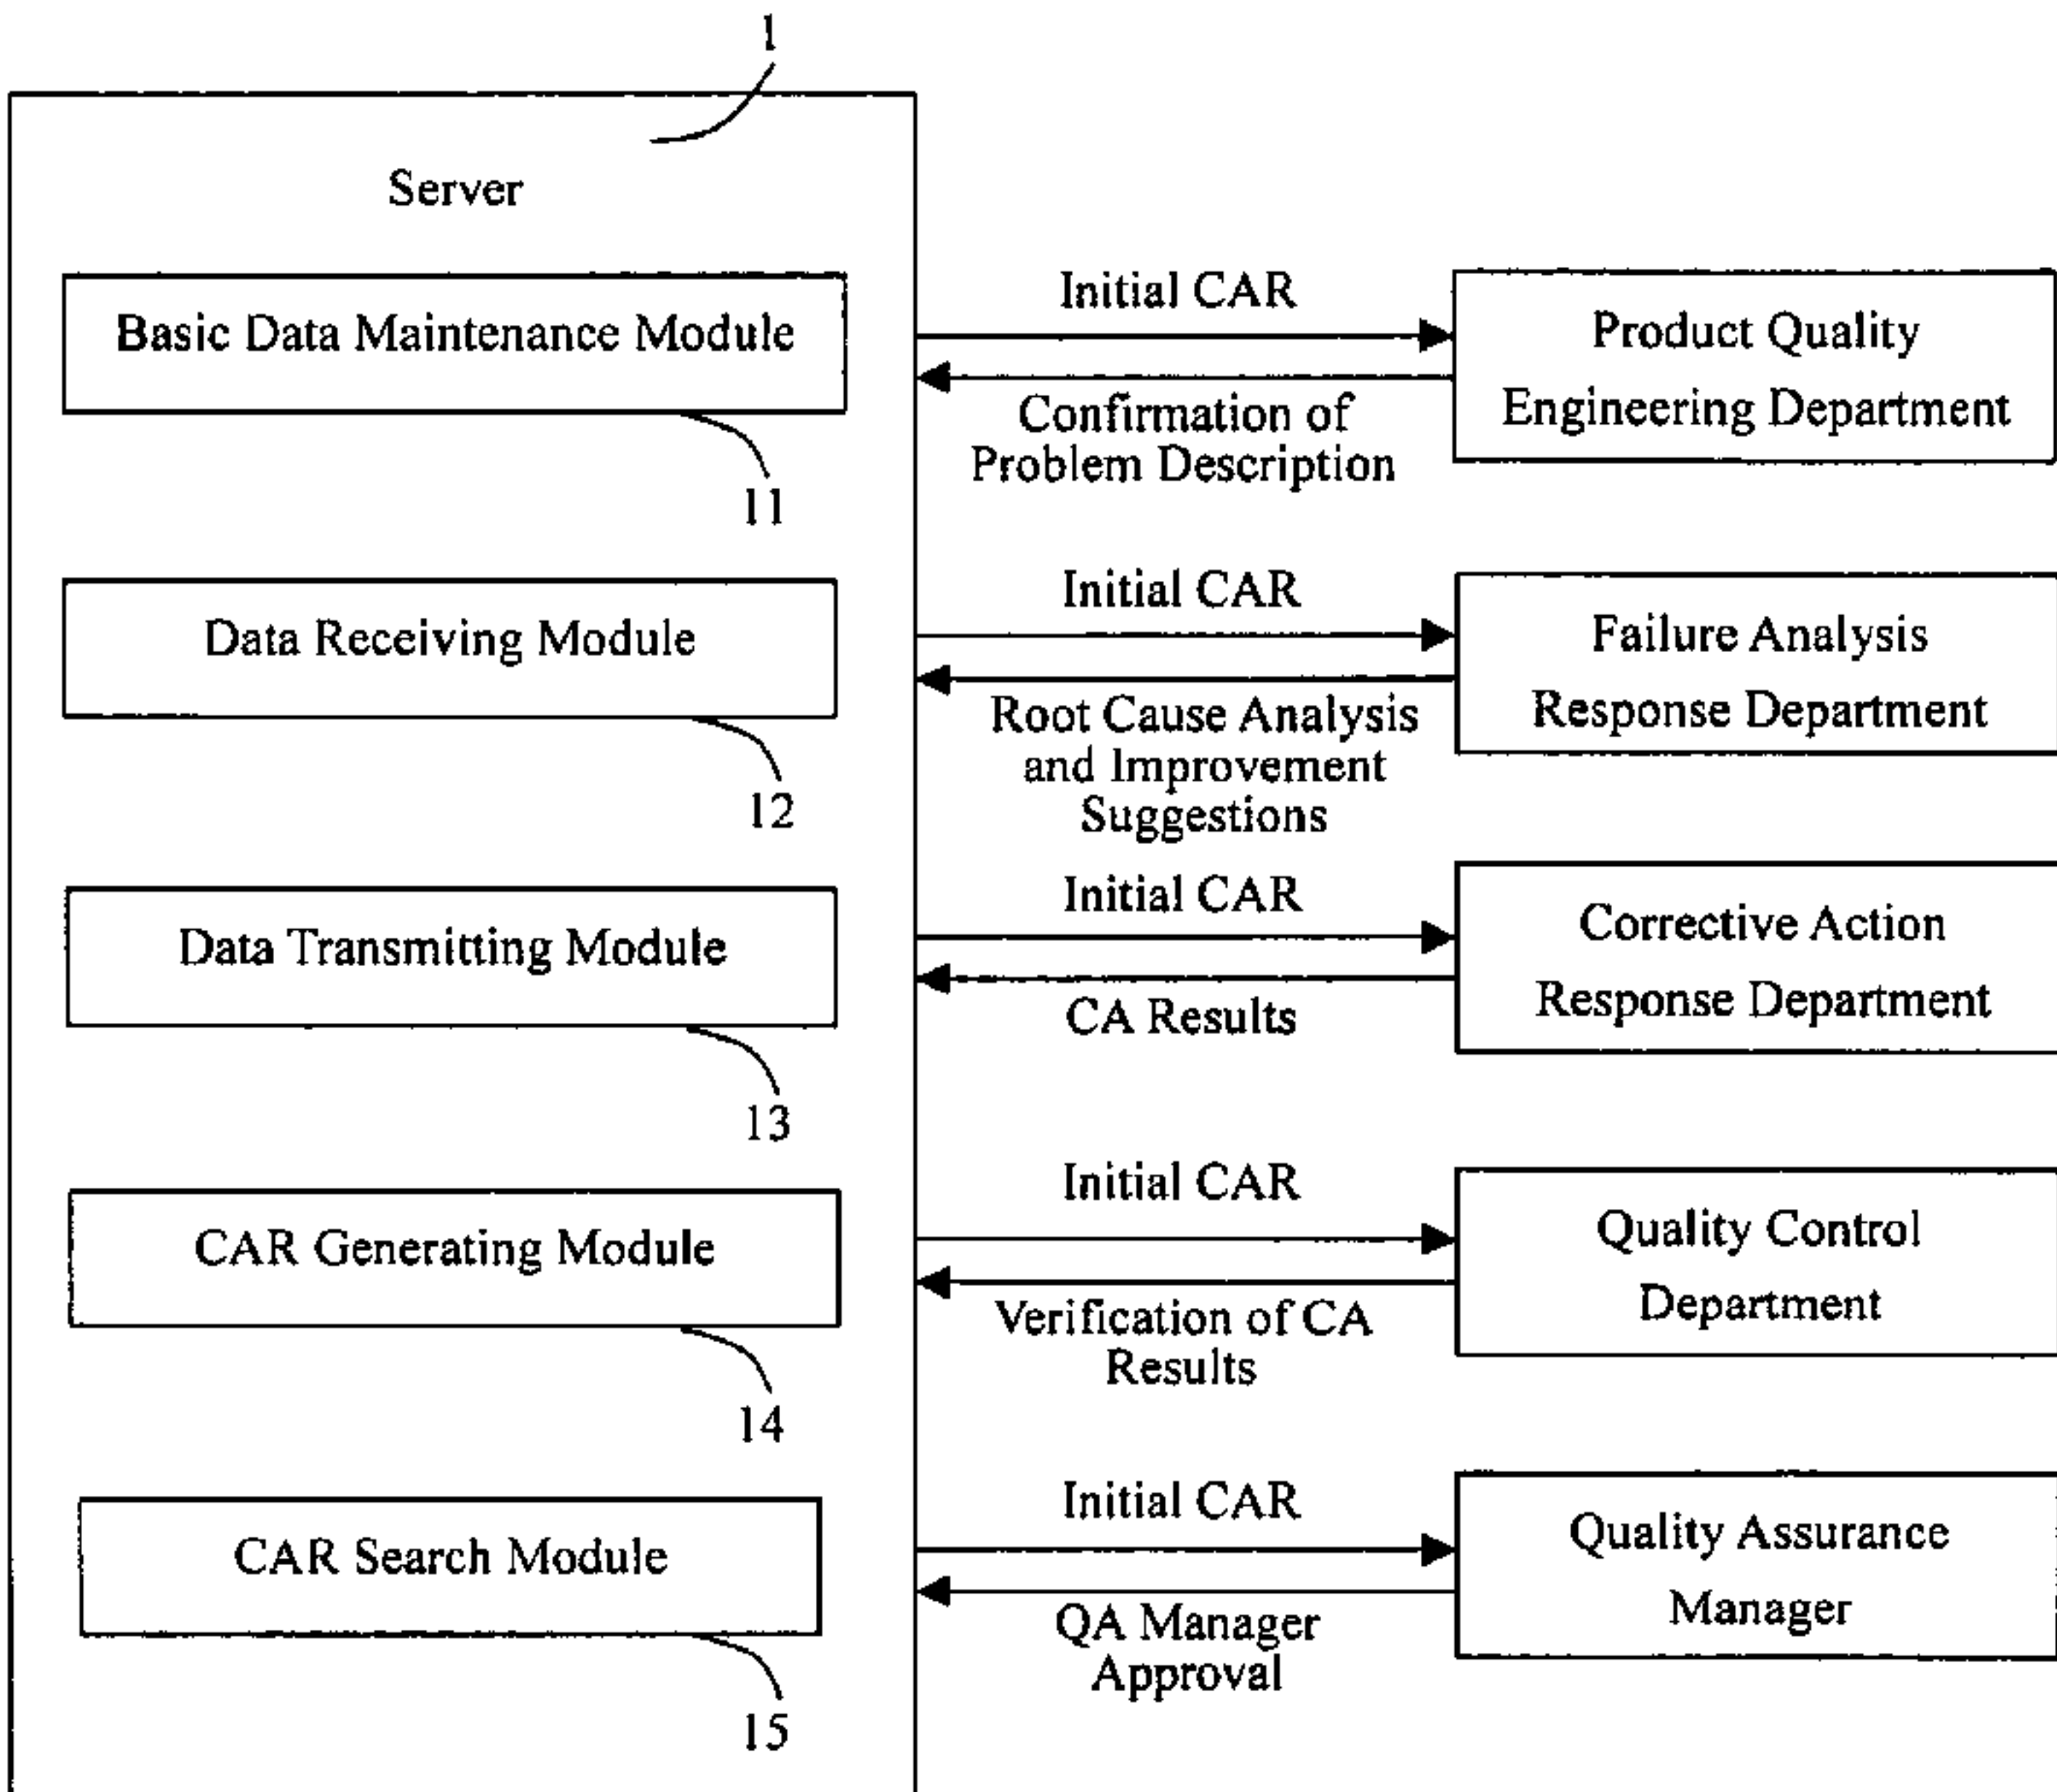 1
Server
Basic Data Maintenance Module
11
Data Receiving Module
12
Data Transmitting Module
13
CAR Generating Module
14
CAR Search Module
15
Initial CAR
Confirmation of
Problem Description
Product Quality
Engineering Department
Initial CAR
Root Cause Analysis
and Improvement
Suggestions
Failure Analysis
Response Department
Initial CAR
CA Results
Corrective Action
Response Department
Initial CAR
Verification of CA
Results
Quality Control
Department
Initial CAR
QA Manager
Approval
Quality Assurance
Manager